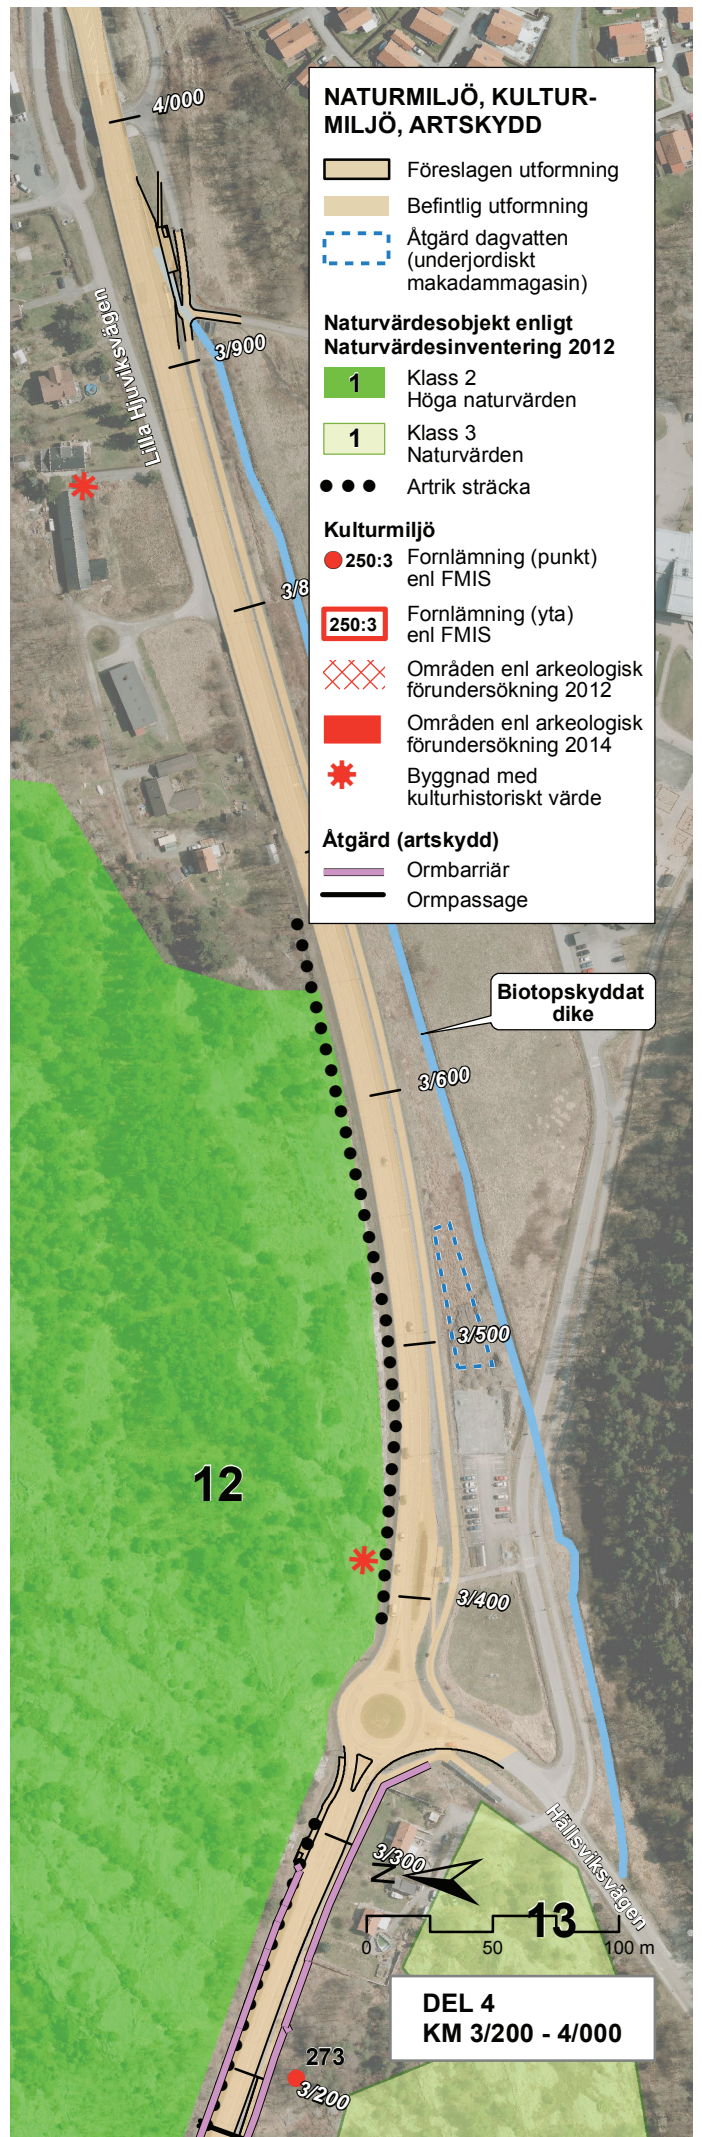 4/000
NATURMILJÖ, KULTUR-
MILJÖ, ARTSKYDD
Föreslagen utformning
Befintlig utformning
Åtgärd dagvatten
(underjordiskt
makadammagasin)
Naturvärdesobjekt enligt
Naturvärdesinventering 2012
1 Klass 2
Höga naturvärden
1 Klass 3
Naturvärden
Artrik sträcka
Kulturmiljö
250:3 Fornlämning (punkt)
enl FMIS
250:3 Fornlämning (yta)
enl FMIS
Områden enl arkeologisk
förundersökning 2012
Områden enl arkeologisk
förundersökning 2014
Byggnad med
kulturhistoriskt värde
Åtgärd (artskydd)
Ormbarriär
Ormpassage
Lilla Hjuviksvägen
3/900
3/8
Biotopskyddat
dike
3/600
3/500
12
3/400
Hällsviksvägen
3/300
N
13
0 50 100 m
DEL 4
KM 3/200 - 4/000
273
3/200